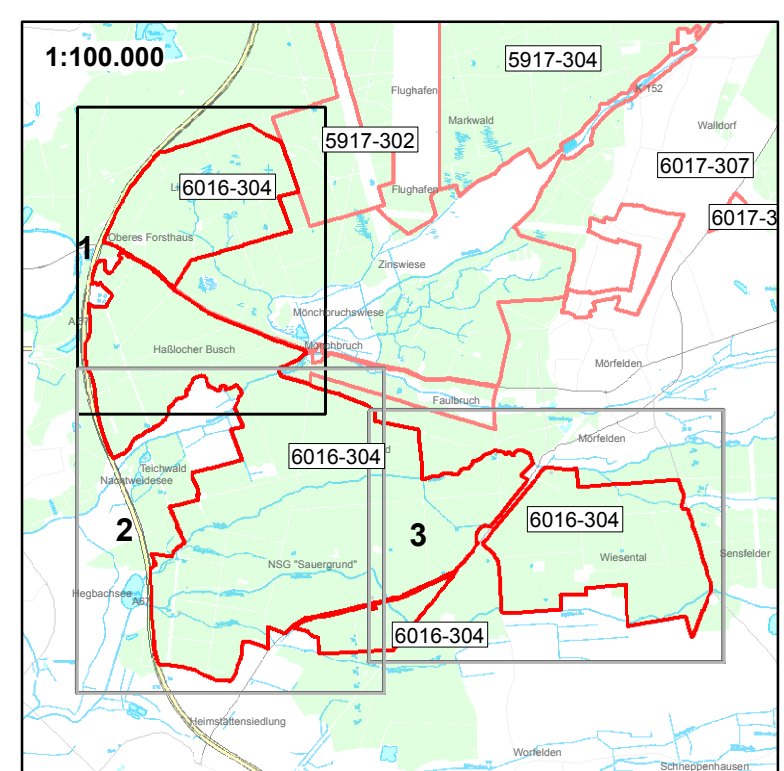 1:100.000
5917-304
Flughafen
K 152
Markwald
Walldorf
5917-302
6017-307
6016-304
Flughafen
6017-3
Oberes Forsthaus
1
Zinswiese
Mönchbruchswiese
Haßlocher Busch
Mönchbruch
Mörfelden
Faulbruch
Mörfelden
6016-304
Teichwald
Nachtweidesee
6016-304
2
3
Sensfelder
Wiesental
NSG "Sauergrund"
Hegbachsee
A67
6016-304
Heimstättensiedlung
Worfelden
Schneppenhausen